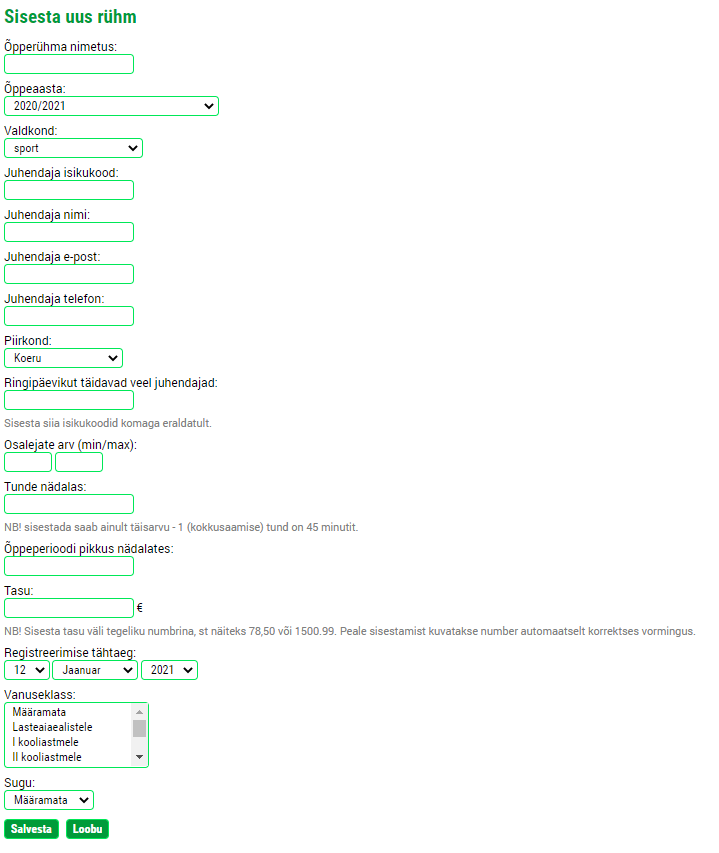 Sisesta uus rühm
Õpperühma nimetus:
Õppeaasta:
2020/2021
Valdkond:
sport
Juhendaja isikukood:
Juhendaja nimi:
Juhendaja e-post:
Juhendaja telefon:
Piirkond:
Koeru
Ringipäevikut täidavad veel juhendajad:
Sisesta siia isikukoodid komaga eraldatult.
Osalejate arv (min/max):
Tunde nädalas:
NB! sisestada saab ainult täisarvu - 1 (kokkusaamise) tund on 45 minutit.
Õppeperioodi pikkus nädalates:
Tasu:
€
NB! Sisesta tasu väli tegeliku numbrina, st näiteks 78,50 või 1500.99. Peale sisestamist kuvatakse number automaatselt korrektses vormingus.
Registreerimise tähtaeg:
12 Jaanuar 2021
Vanuseklass:
Määramata
Lasteaiaealistele
I kooliastmele
II kooliastmele
Sugu:
Määramata
Salvesta Loobu